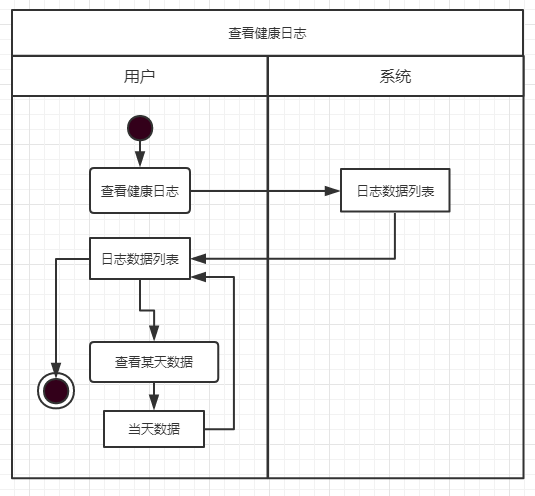 查看健康日志
用户
系统
查看健康日志
日志数据列表
日志数据列表
查看某天数据
当天数据